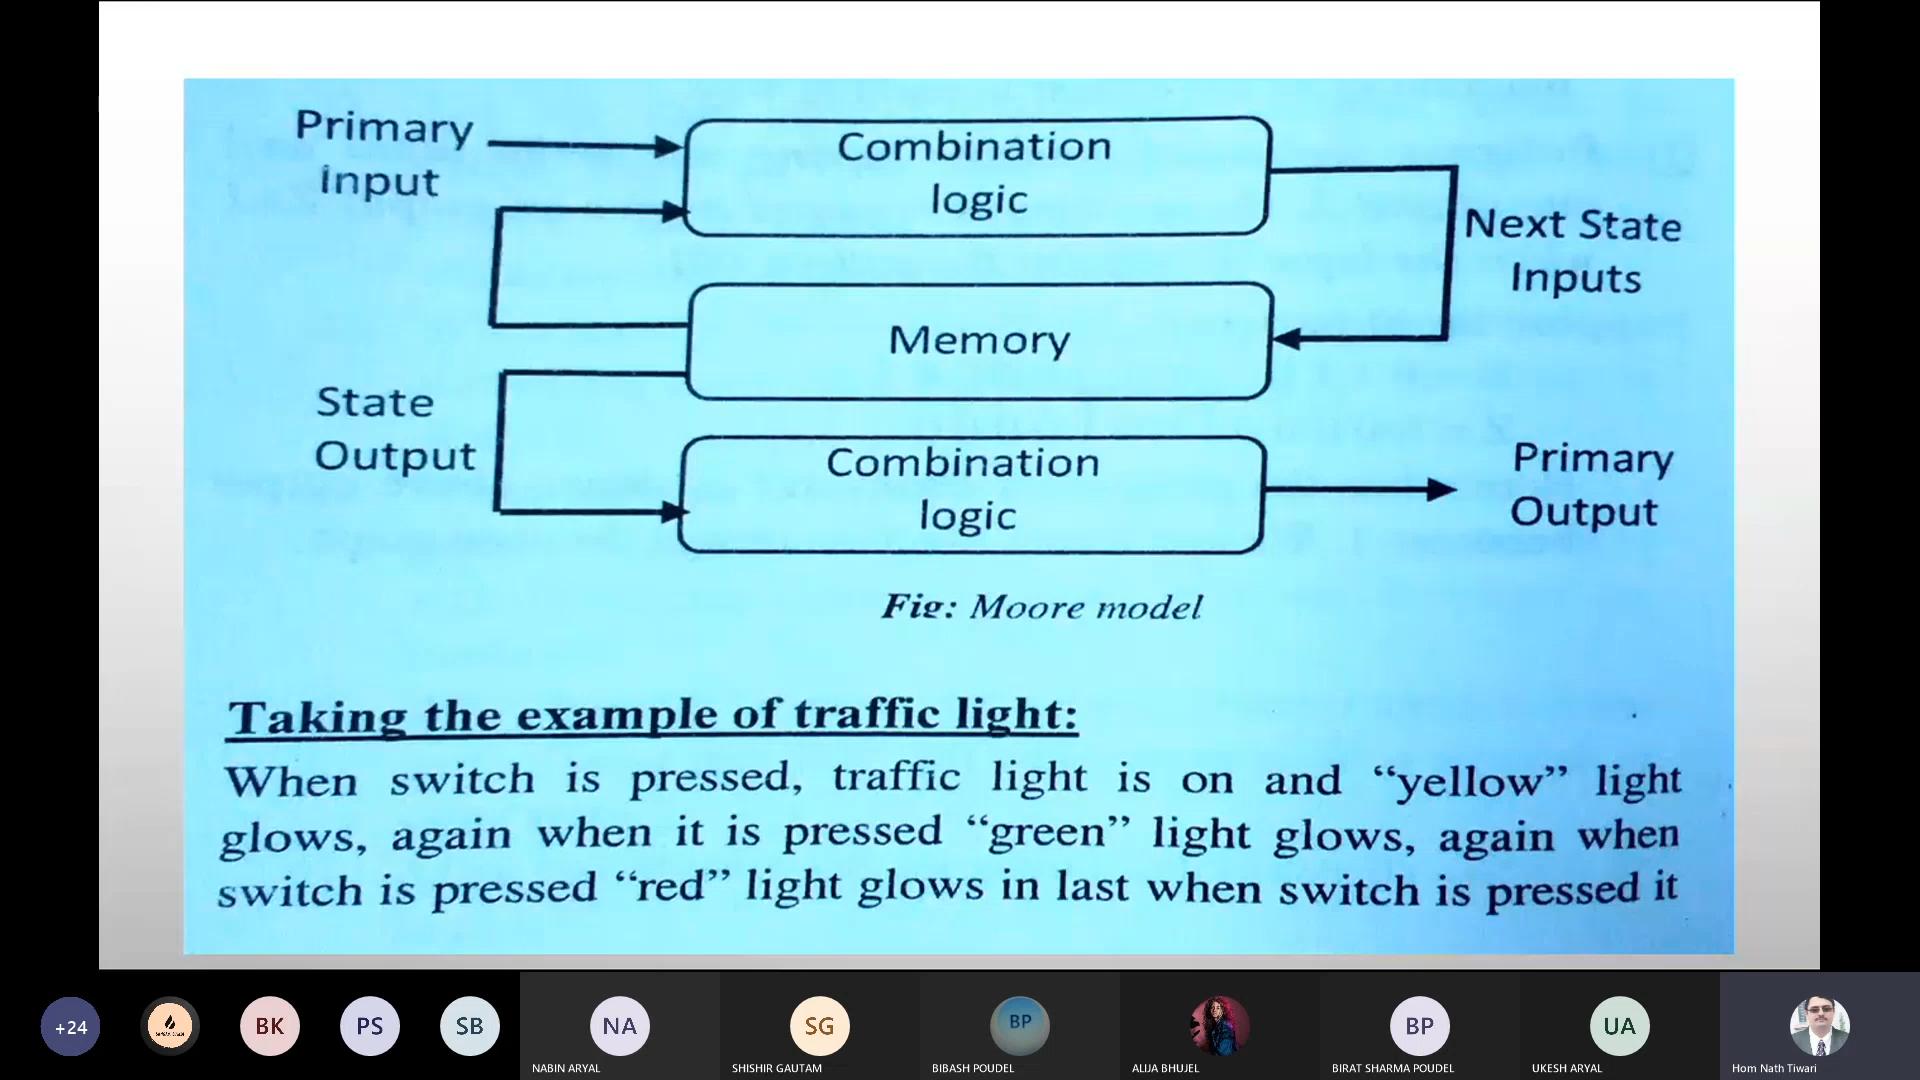 Primary
Input
Combination
logic
Next State
Inputs
Memory
State
Output
Combination
logic
Primary
Output
Fig: Moore model
Taking the example of traffic light:
When switch is pressed, traffic light is on and “yellow” light
glows, again when it is pressed “green” light glows, again when
switch is pressed “red” light glows in last when switch is pressed it
+24
BK
PS
SB
NA
SG
BP
BP
UA
NABIN ARYAL
SHISHIR GAUTAM
BIBASH POUDEL
ALIJA BHUJEL
BIRAT SHARMA POUDEL
UKESH ARYAL
Hom Nath Tiwari